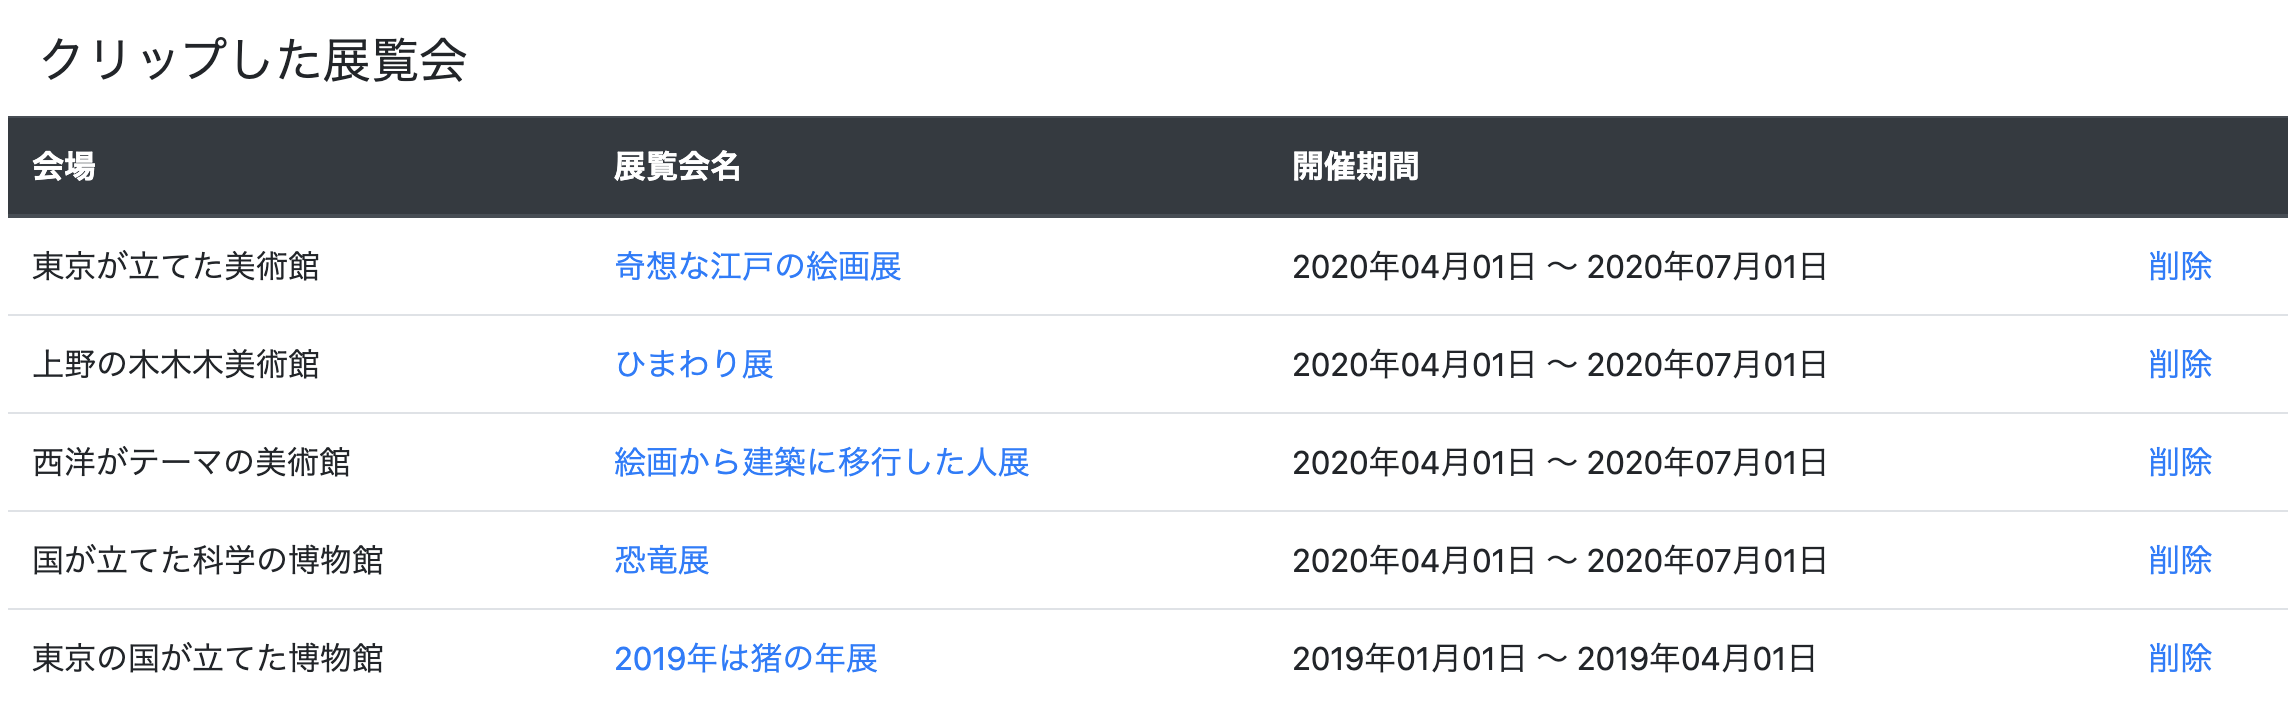 クリップした展覧会
会場 展覧会名 開催期間
東京が立てた美術館 奇想な江戸の絵画展 2020年04月01日 〜 2020年07月01日 削除
上野の木木木美術館 ひまわり展 2020年04月01日 〜 2020年07月01日 削除
西洋がテーマの美術館 絵画から建築に移行した人展 2020年04月01日 〜 2020年07月01日 削除
国が立てた科学の博物館 恐竜展 2020年04月01日 〜 2020年07月01日 削除
東京の国が立てた博物館 2019年は猪の年展 2019年01月01日 〜 2019年04月01日 削除